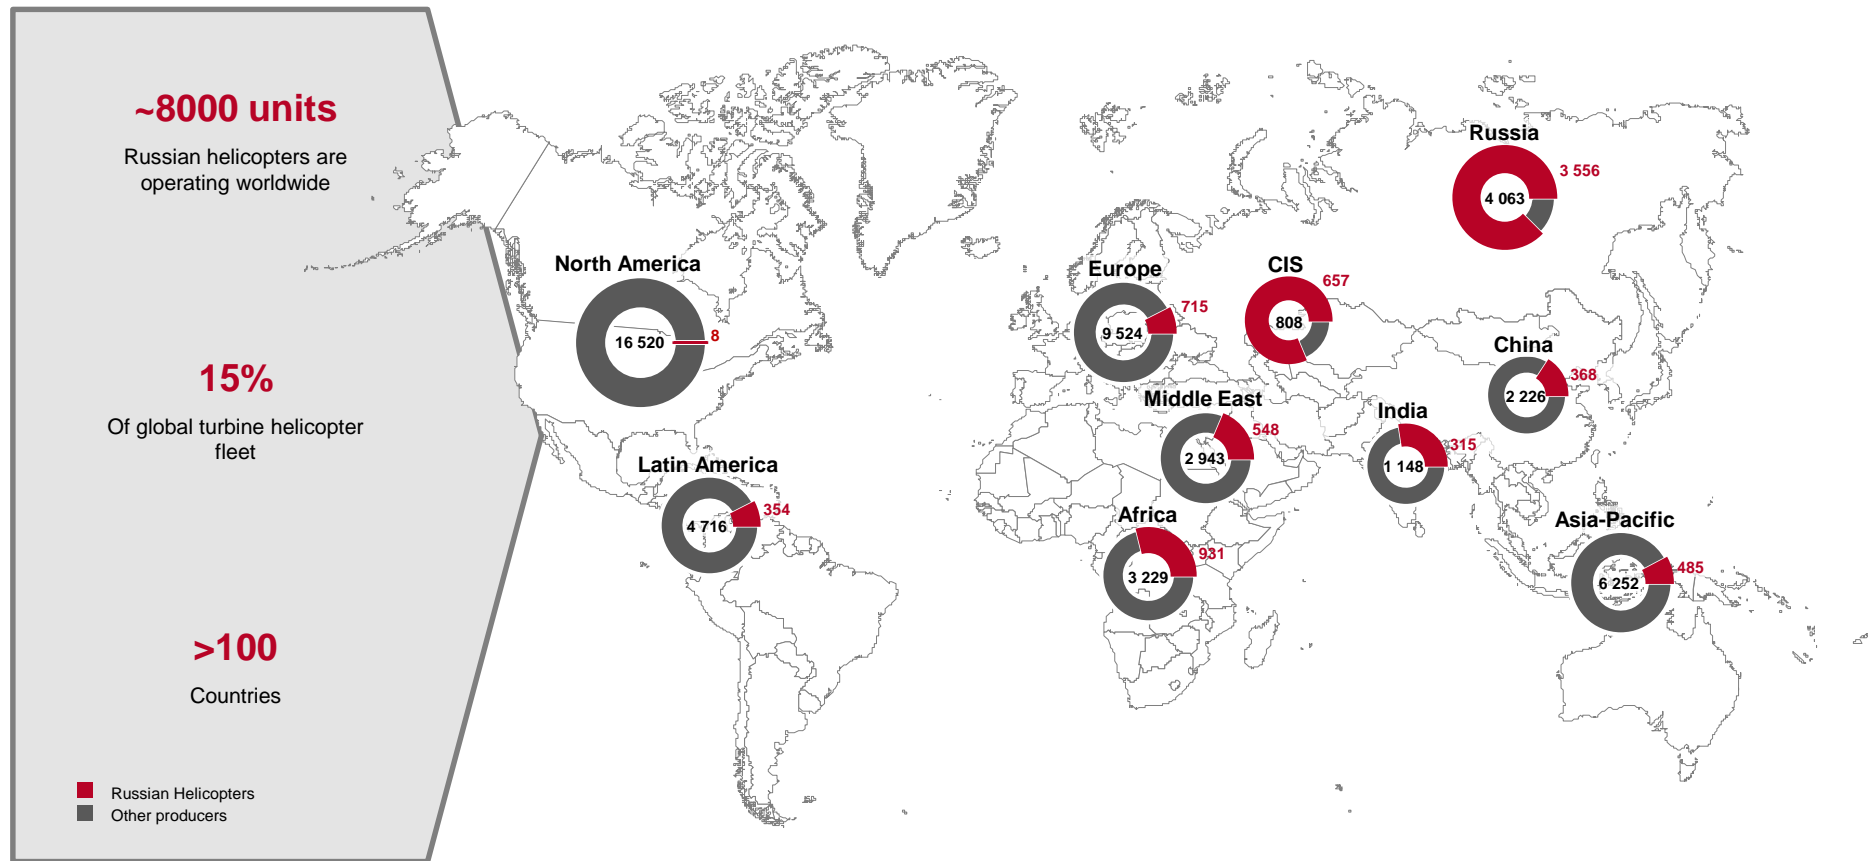 ~8000 units
Russian helicopters are
operating worldwide
15%
Of global turbine helicopter
fleet
>100
Countries
Russian Helicopters
Other producers
North America
16 520
8
Latin America
4 716
354
Europe
9 524
715
CIS
808
657
Russia
4 063
3 556
Middle East
2 943
548
India
1 148
315
China
2 226
368
Africa
3 229
931
Asia-Pacific
6 252
485